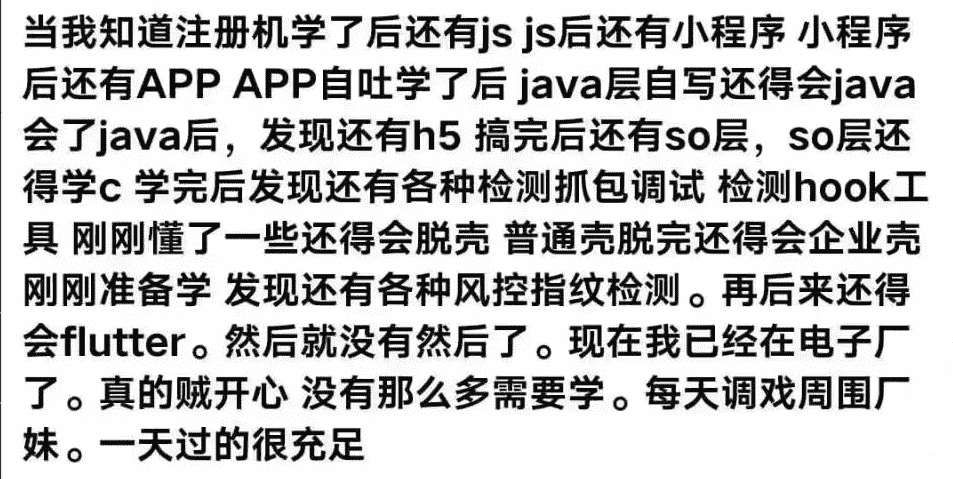 当我知道注册机学了后还有js js后还有小程序 小程序
后还有APP APP自吐学了后 java层自写还得会java
会了java后，发现还有h5 搞完后还有so层，so层还
得学c 学完后发现还有各种检测抓包调试 检测hook工
具 刚刚懂了一些还得会脱壳 普通壳脱完还得会企业壳
刚刚准备学 发现还有各种风控指纹检测。再后来还得
会flutter。然后就没有然后了。现在我已经在电子厂
了。真的贼开心 没有那么多需要学。每天调戏周围厂
妹。一天过的很充足